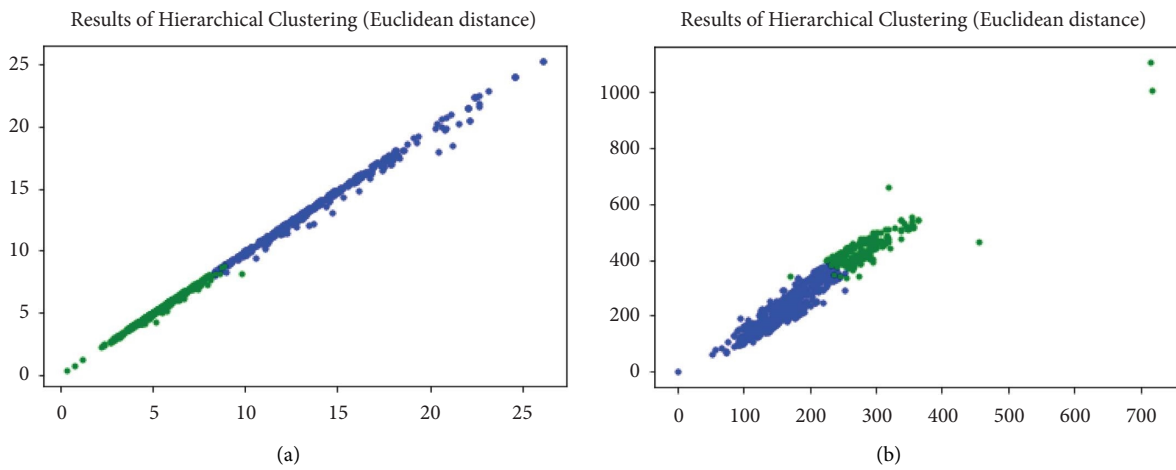 Results of Hierarchical Clustering (Euclidean distance)
25
20
15
10
5
0
0 5 10 15 20 25
(a)
Results of Hierarchical Clustering (Euclidean distance)
1000
800
600
400
200
0
0 100 200 300 400 500 600 700
(b)